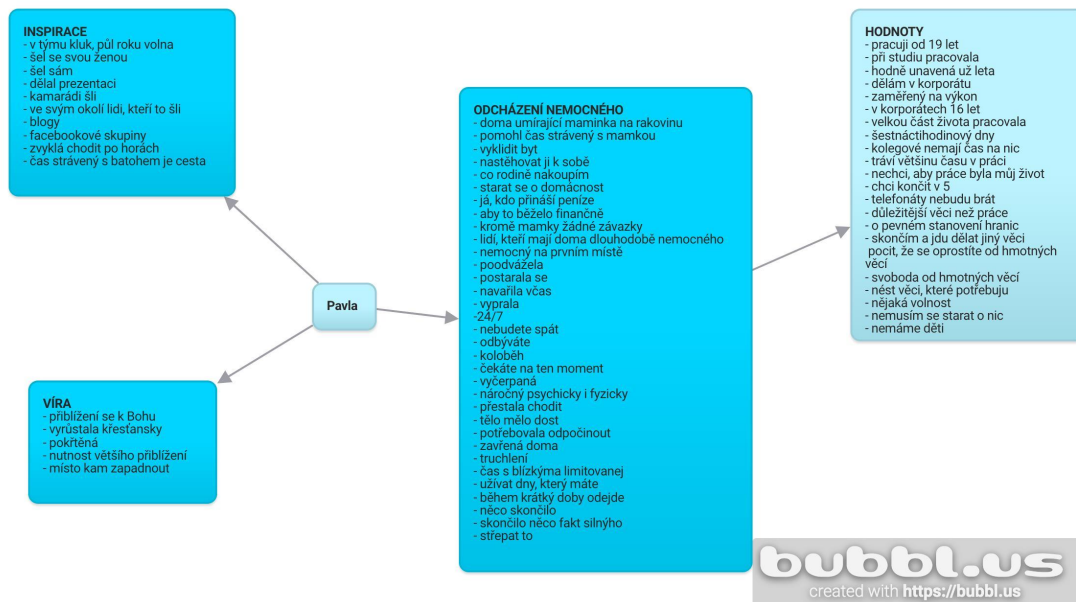 INSPIRACE
- v týmu kluk, půl roku volna
- šel se svou ženou
- šel sám
- dělal prezentaci
- kamarádi šli
- ve svým okolí lidi, kteří to šli
- blogy
- facebookové skupiny
- zvyklá chodit po horách
- čas strávený s batohem je cesta
Pavla
VÍRA
- přiblížení se k Bohu
- vyrůstala křesťansky
- pokřtěná
- nutnost většího přiblížení
- místo kam zapadnout
ODCHÁZENÍ NEMOCNÉHO
- doma umírající maminka na rakovinu
- pomohl čas strávený s mamkou
- vyklidit byt
- nastěhovat ji k sobě
- co rodině nakoupím
- starat se o domácnost
- já, kdo přináší peníze
- aby to běželo finančně
- kromě mamky žádné závazky
- lidí, kteří mají doma dlouhodobě nemocného
- nemocný na prvním místě
- poodvážela
- postarala se
- navařila včas
- vyprala
-24/7
- nebudete spát
- odbýváte
- koloběh
- čekáte na ten moment
- vyčerpaná
- náročný psychicky i fyzicky
- přestala chodit
- tělo mělo dost
- potřebovala odpočinout
- zavřená doma
- truchlení
- čas s blízkýma limitovanej
- užívat dny, který máte
- během krátký doby odejde
- něco skončilo
- skončilo něco fakt silnýho
- střepat to
HODNOTY
- pracuji od 19 let
- při studiu pracovala
- hodně unavená už leta
- dělám v korporátu
- zaměřený na výkon
- v korporátech 16 let
- velkou část života pracovala
- šestnáctihodinový dny
- kolegové nemají čas na nic
- tráví většinu času v práci
- nechci, aby práce byla můj život
- chci končit v 5
- telefonáty nebudu brát
- důležitější věci než práce
- o pevném stanovení hranic
- skončím a jdu dělat jiný věci
pocit, že se oprostíte od hmotných
věcí
- svoboda od hmotných věcí
- nést věci, které potřebuju
- nějaká volnost
- nemusím se starat o nic
- nemáme děti
bubbl.us
created with https://bubbl.us